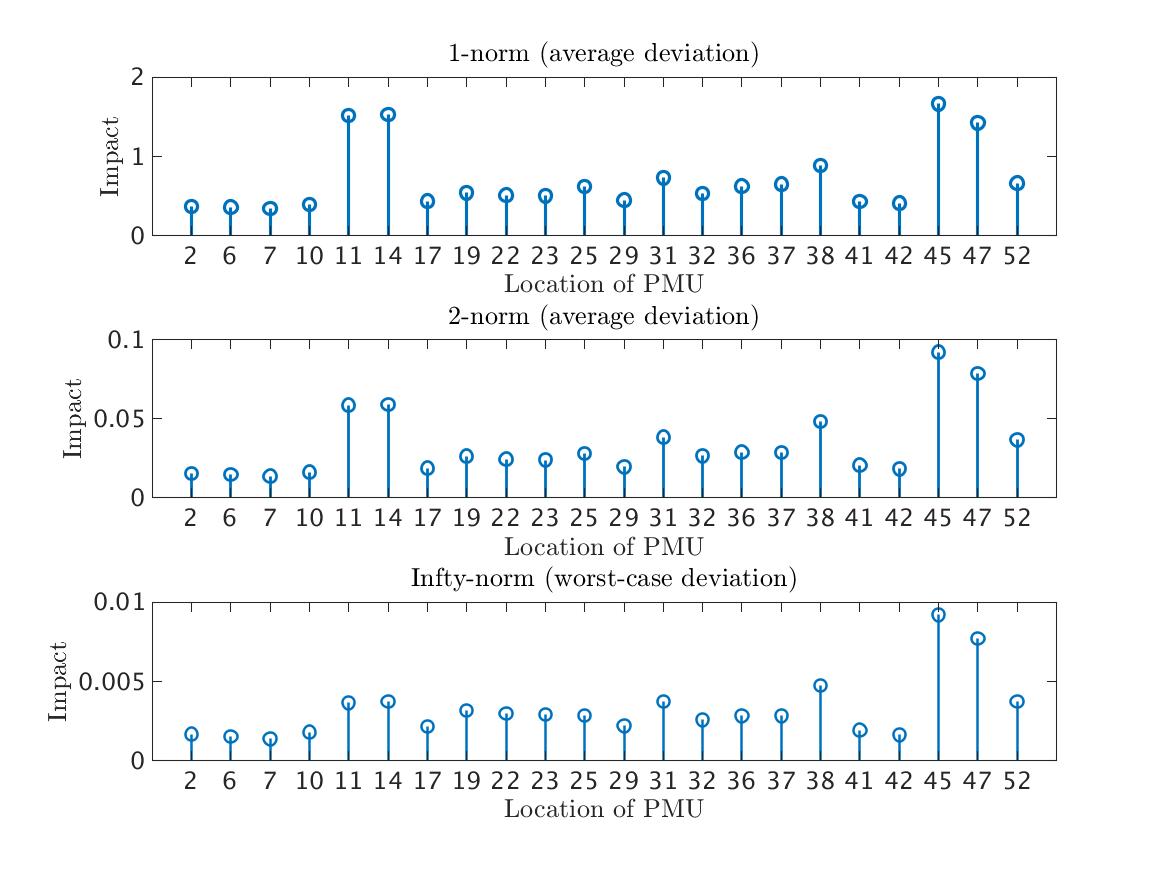 1-norm (average deviation)
2
1
0
Impact
2 6 7 10 11 14 17 19 22 23 25 29 31 32 36 37 38 41 42 45 47 52
Location of PMU
2-norm (average deviation)
0.1
0.05
0
Impact
2 6 7 10 11 14 17 19 22 23 25 29 31 32 36 37 38 41 42 45 47 52
Location of PMU
Infty-norm (worst-case deviation)
0.01
0.005
0
Impact
2 6 7 10 11 14 17 19 22 23 25 29 31 32 36 37 38 41 42 45 47 52
Location of PMU